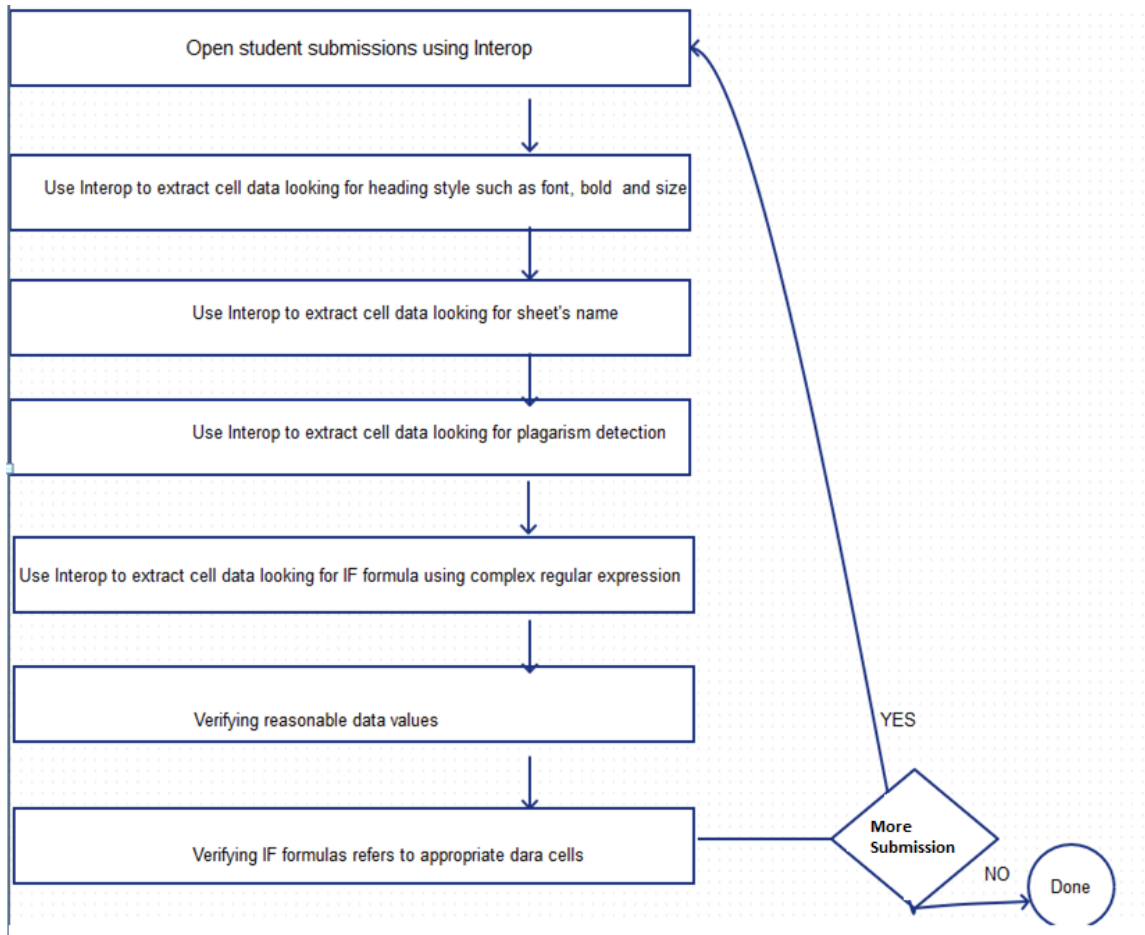 Open student submissions using Interop
Use Interop to extract cell data looking for heading style such as font, bold and size
Use Interop to extract cell data looking for sheet's name
Use Interop to extract cell data looking for plagarism detection
Use Interop to extract cell data looking for IF formula using complex regular expression
Verifying reasonable data values
YES
Verifying IF formulas refers to appropriate dara cells
More
Submission
NO
Done